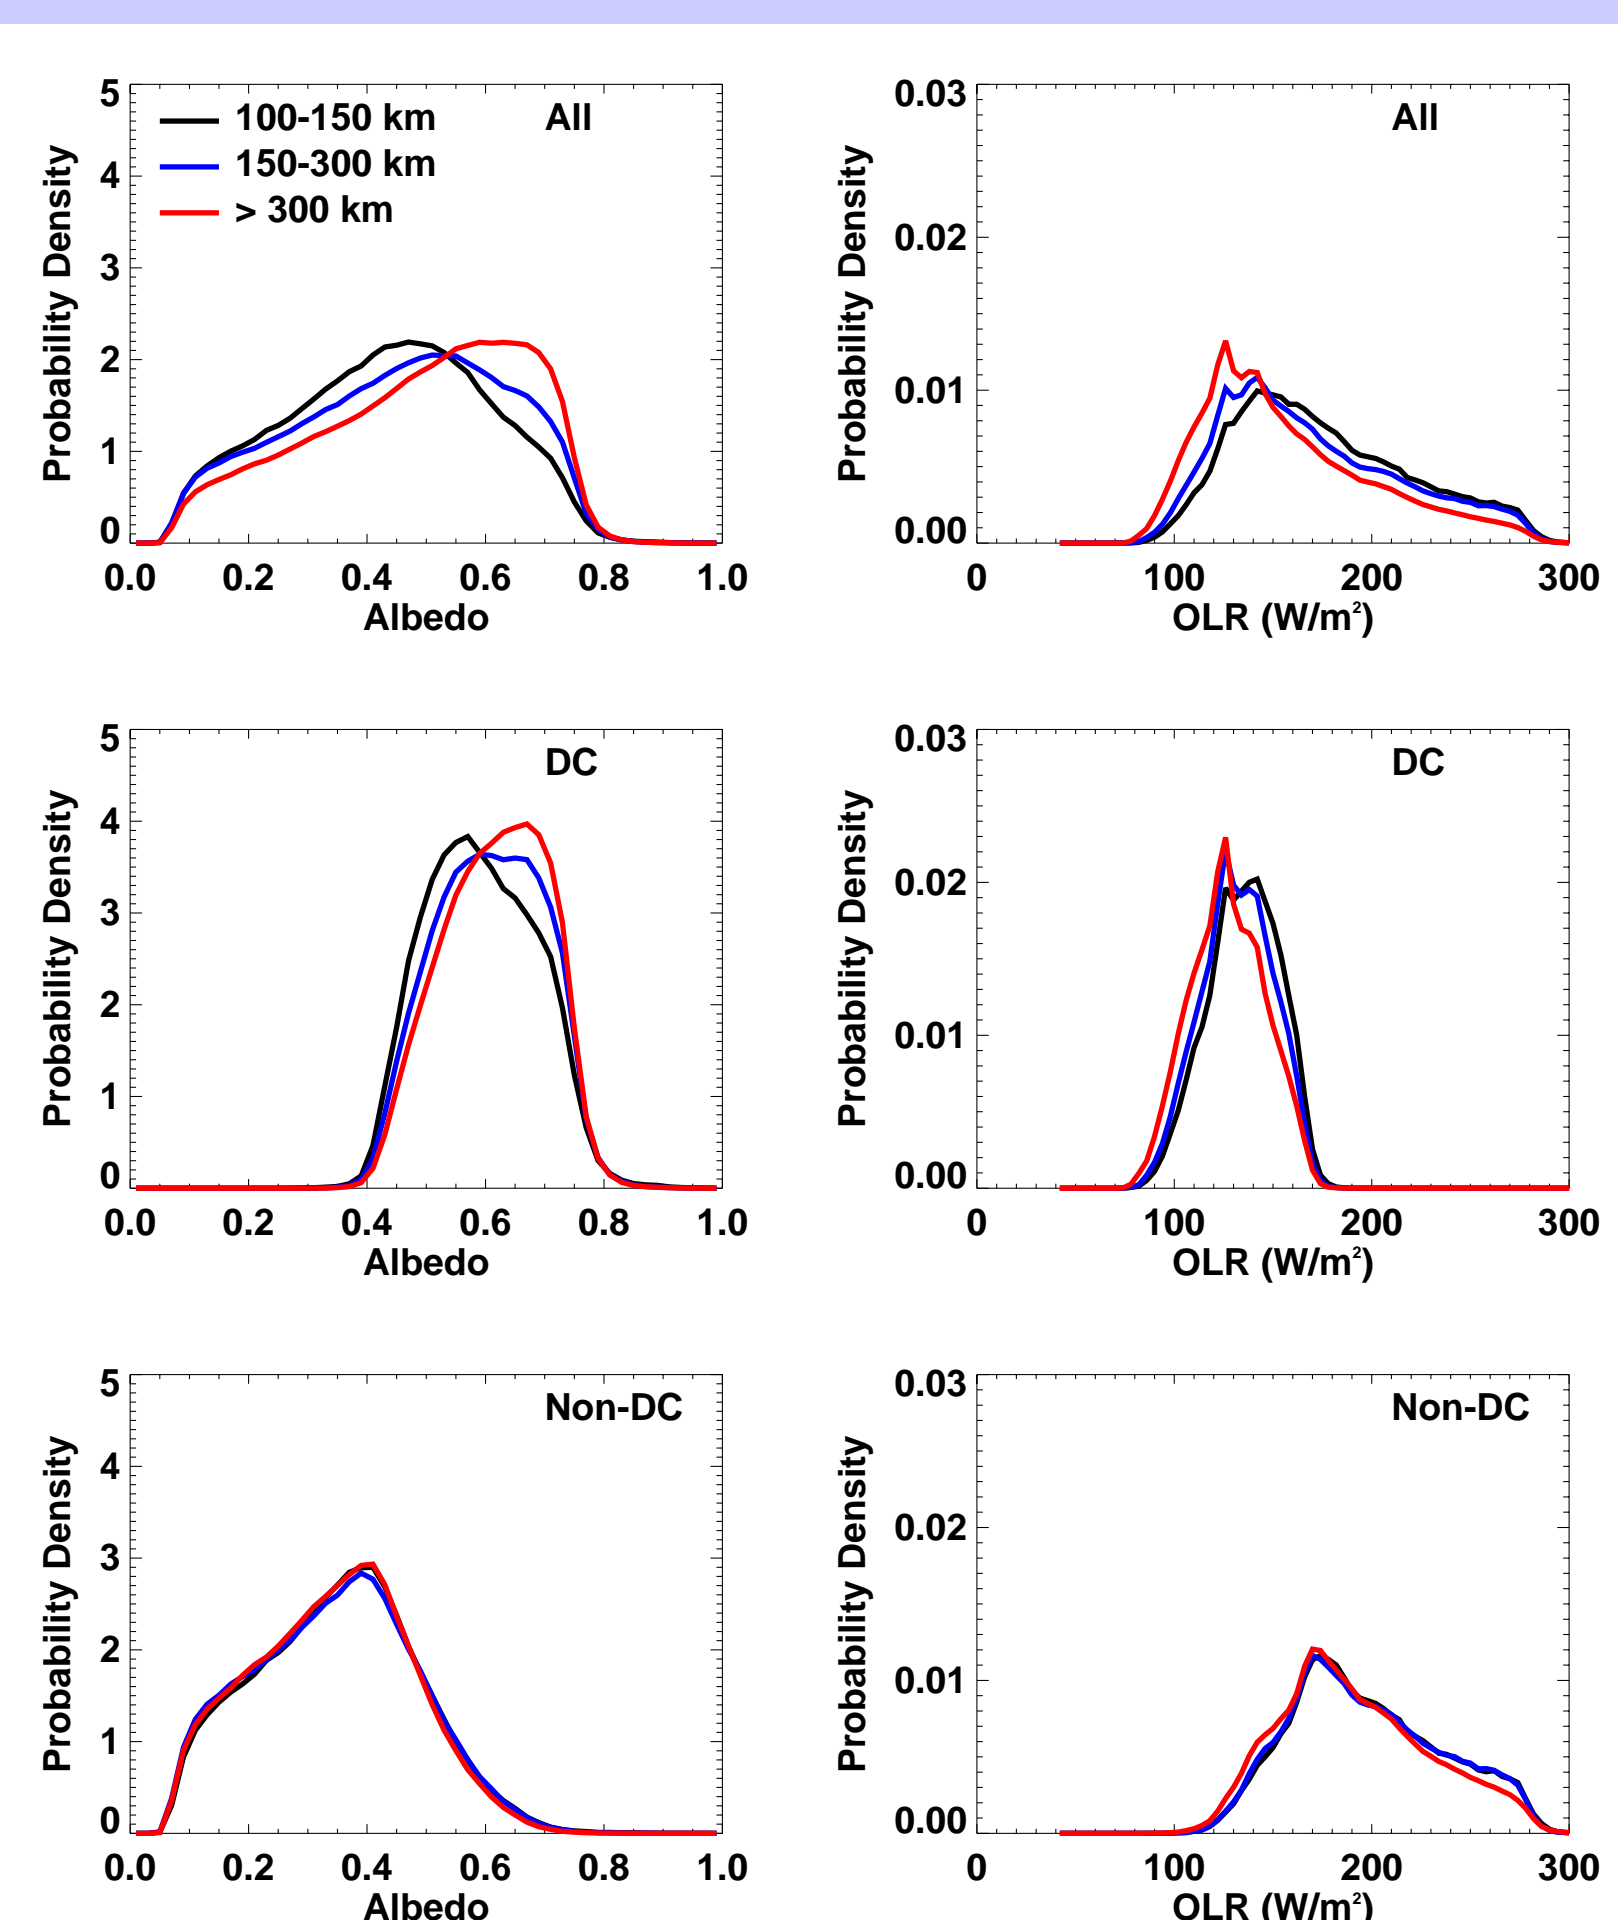 5
4
3
2
1
0
Probability Density
100-150 km
150-300 km
> 300 km
All
0.0 0.2 0.4 0.6 0.8 1.0
Albedo
0.03
0.02
0.01
0.00
Probability Density
All
0 100 200 300
OLR (W/m²)
5
4
3
2
1
0
Probability Density
DC
0.0 0.2 0.4 0.6 0.8 1.0
Albedo
0.03
0.02
0.01
0.00
Probability Density
DC
0 100 200 300
OLR (W/m²)
5
4
3
2
1
0
Probability Density
Non-DC
0.0 0.2 0.4 0.6 0.8 1.0
Albedo
0.03
0.02
0.01
0.00
Probability Density
Non-DC
0 100 200 300
OLR (W/m²)